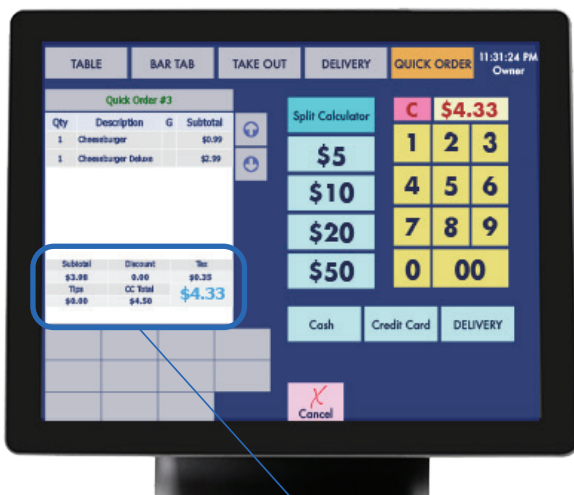 TABLE BAR TAB TAKE OUT DELIVERY QUICK ORDER 11:31:24 PM
Owner
Quick Order #3
Qty Description G Subtotal
1 Cheeseburger $0.99
1 Cheeseburger Deluxe $2.99
Subtotal Discount Tax
$3.98 0.00 $0.35
Tips CC Total $4.33
$0.00 $4.50
Split Calculator
$5
$10
$20
$50
C $4.33
1 2 3
4 5 6
7 8 9
0 00
Cash Credit Card DELIVERY
X
Cancel